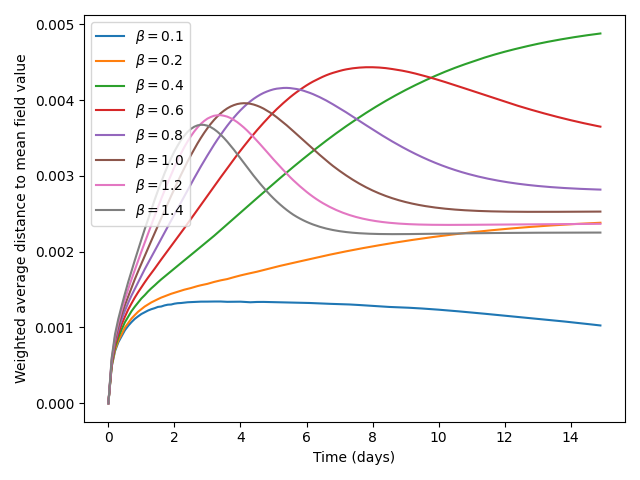 0.005
0.004
0.003
0.002
0.001
0.000
Weighted average distance to mean field value
β = 0.1
β = 0.2
β = 0.4
β = 0.6
β = 0.8
β = 1.0
β = 1.2
β = 1.4
0 2 4 6 8 10 12 14
Time (days)